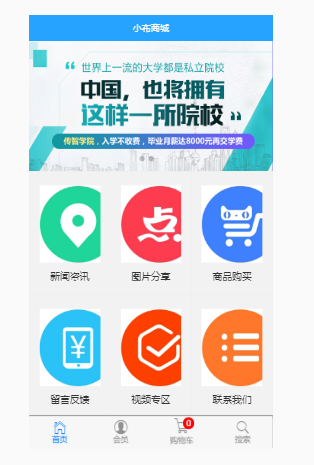 小布商城
“ 世界上一流的大学都是私立院校
中国，也将拥有
这样一所院校 ”
传智学院，入学不收费，毕业月薪达8000元再交学费
点
新闻咨讯
图片分享
商品购买
¥
留言反馈
视频专区
联系我们
0
首页
会员
购物车
搜索